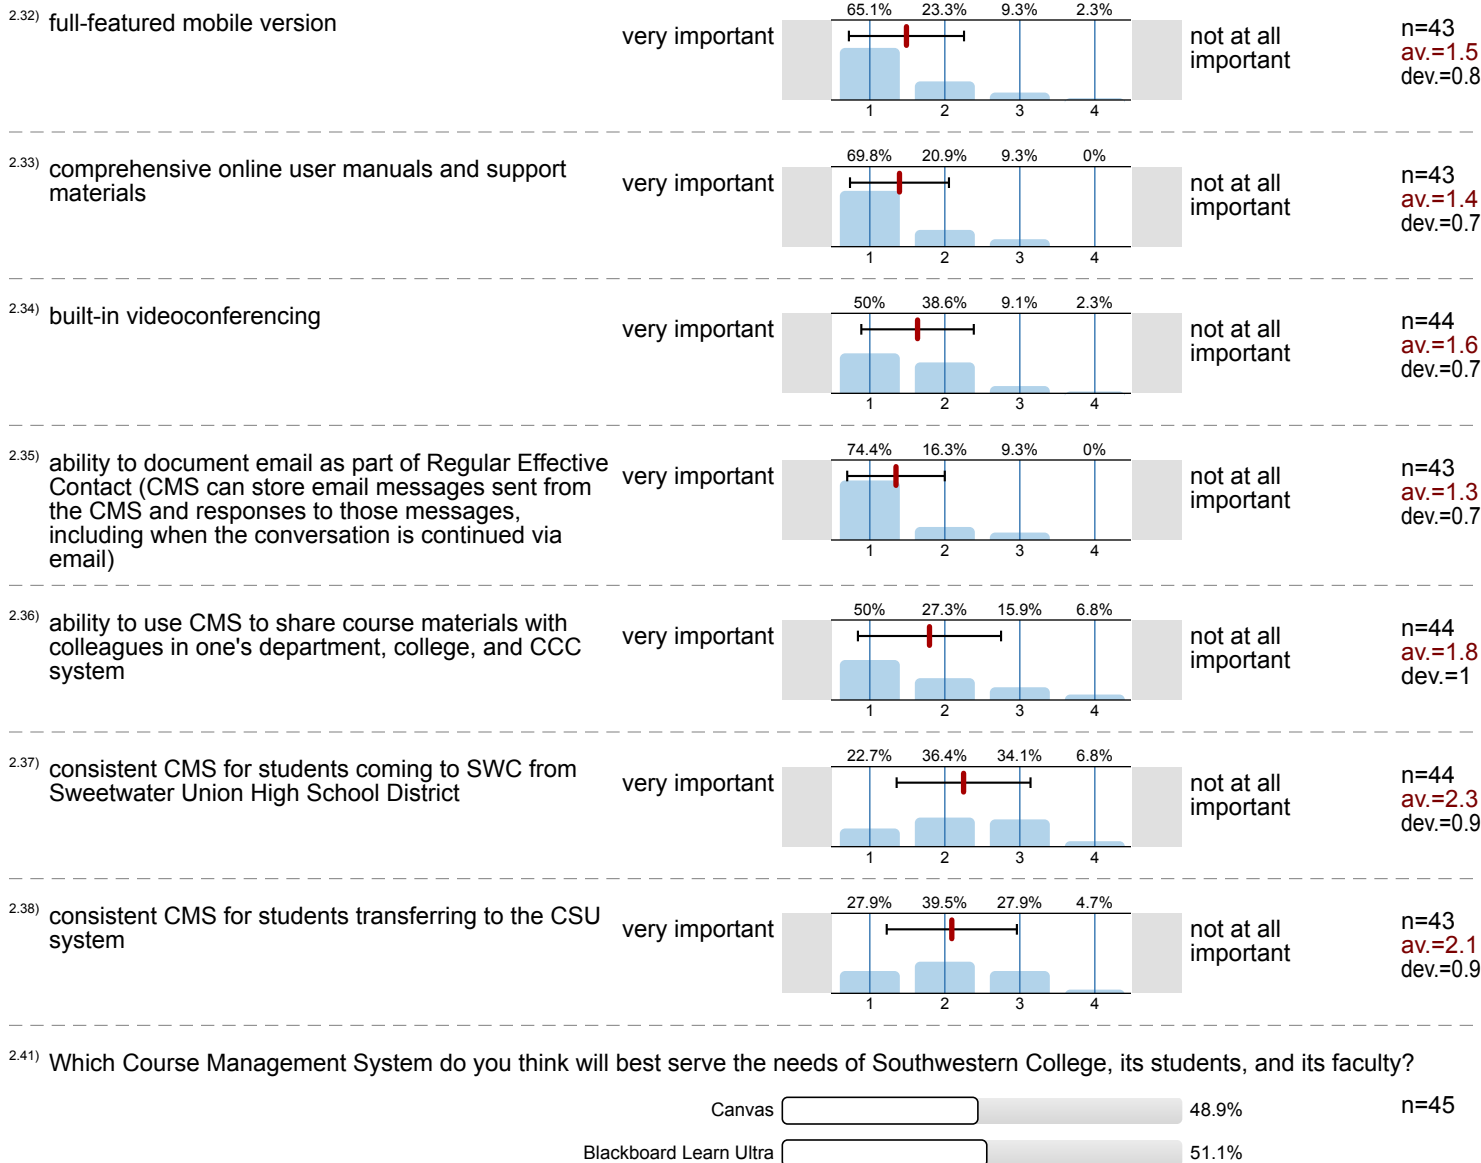 65.1% 23.3% 9.3% 2.3%
2.32) full-featured mobile version
very important
not at all
important
n=43
av.=1.5
dev.=0.8
1 2 3 4
69.8% 20.9% 9.3% 0%
2.33) comprehensive online user manuals and support
materials
very important
not at all
important
n=43
av.=1.4
dev.=0.7
1 2 3 4
50% 38.6% 9.1% 2.3%
2.34) built-in videoconferencing
very important
not at all
important
n=44
av.=1.6
dev.=0.7
1 2 3 4
74.4% 16.3% 9.3% 0%
2.35) ability to document email as part of Regular Effective
Contact (CMS can store email messages sent from
the CMS and responses to those messages,
including when the conversation is continued via
email)
very important
not at all
important
n=43
av.=1.3
dev.=0.7
1 2 3 4
50% 27.3% 15.9% 6.8%
2.36) ability to use CMS to share course materials with
colleagues in one's department, college, and CCC
system
very important
not at all
important
n=44
av.=1.8
dev.=1
1 2 3 4
22.7% 36.4% 34.1% 6.8%
2.37) consistent CMS for students coming to SWC from
Sweetwater Union High School District
very important
not at all
important
n=44
av.=2.3
dev.=0.9
1 2 3 4
27.9% 39.5% 27.9% 4.7%
2.38) consistent CMS for students transferring to the CSU
system
very important
not at all
important
n=43
av.=2.1
dev.=0.9
1 2 3 4
2.41) Which Course Management System do you think will best serve the needs of Southwestern College, its students, and its faculty?
Canvas 48.9% n=45
Blackboard Learn Ultra 51.1%